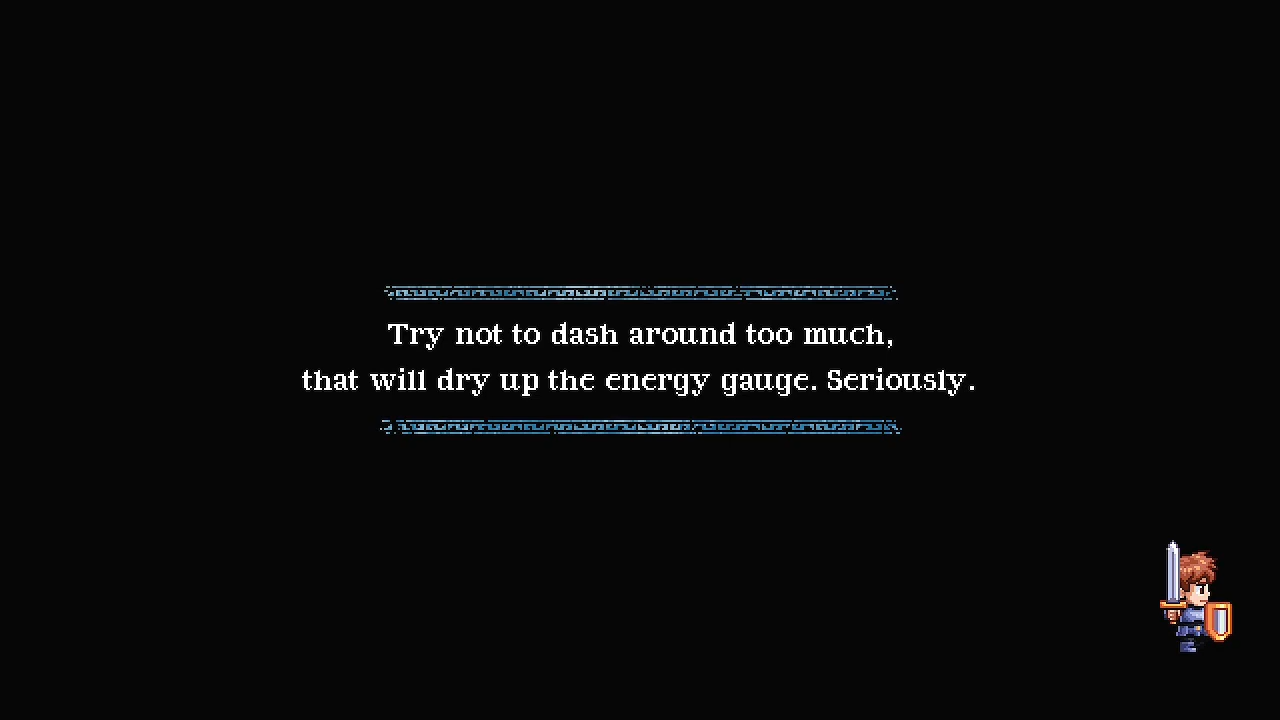 Try not to dash around too much,
that will dry up the energy gauge. Seriously.